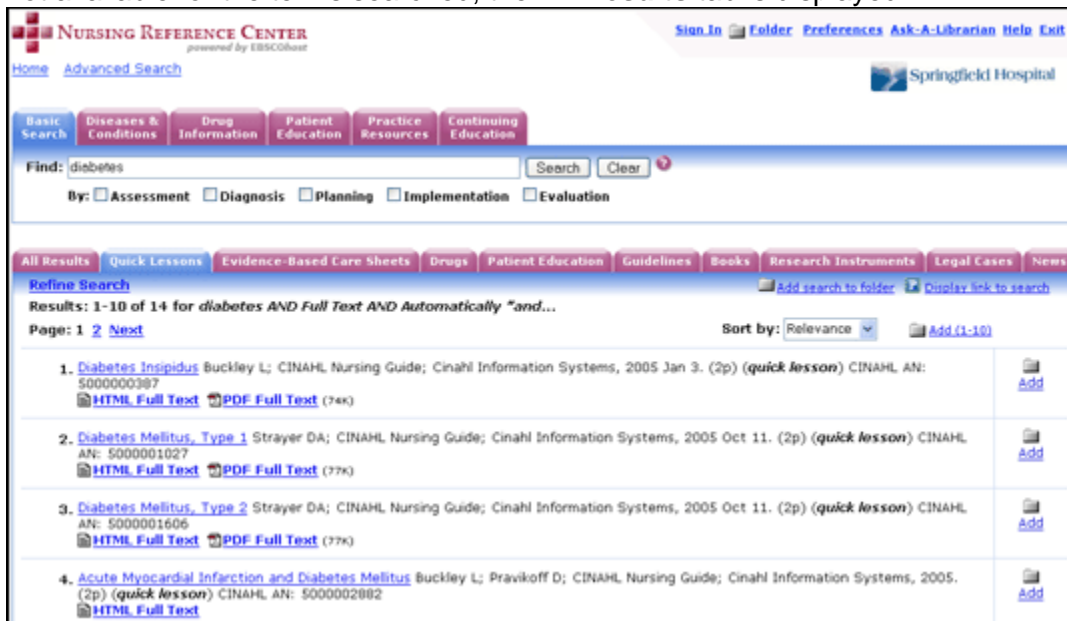 NURSING REFERENCE CENTER
powered by EBSCOhost
Sign In Folder Preferences Ask-A-Librarian Help Exit
Home Advanced Search
Springfield Hospital
Basic Search Diseases & Conditions Drug Information Patient Education Practice Resources Continuing Education
Find: diabetes Search Clear
By: Assessment Diagnosis Planning Implementation Evaluation
All Results Quick Lessons Evidence-Based Care Sheets Drugs Patient Education Guidelines Books Research Instruments Legal Cases News
Refine Search Add search to folder Display link to search
Results: 1-10 of 14 for diabetes AND Full Text AND Automatically "and...
Page: 1 2 Next Sort by: Relevance Add (1-10)
1. Diabetes Insipidus Buckley L; CINAHL Nursing Guide; Cinahl Information Systems, 2005 Jan 3. (2p) (quick lesson) CINAHL AN:
5000000387
Add
HTML Full Text PDF Full Text (74K)
2. Diabetes Mellitus, Type 1 Strayer DA; CINAHL Nursing Guide; Cinahl Information Systems, 2005 Oct 11. (2p) (quick lesson) CINAHL
AN: 5000001027
Add
HTML Full Text PDF Full Text (77K)
3. Diabetes Mellitus, Type 2 Strayer DA; CINAHL Nursing Guide; Cinahl Information Systems, 2005 Oct 11. (2p) (quick lesson) CINAHL
AN: 5000001606
Add
HTML Full Text PDF Full Text (77K)
4. Acute Myocardial Infarction and Diabetes Mellitus Buckley L; Pravikoff D; CINAHL Nursing Guide; Cinahl Information Systems, 2005.
(2p) (quick lesson) CINAHL AN: 5000002882
Add
HTML Full Text